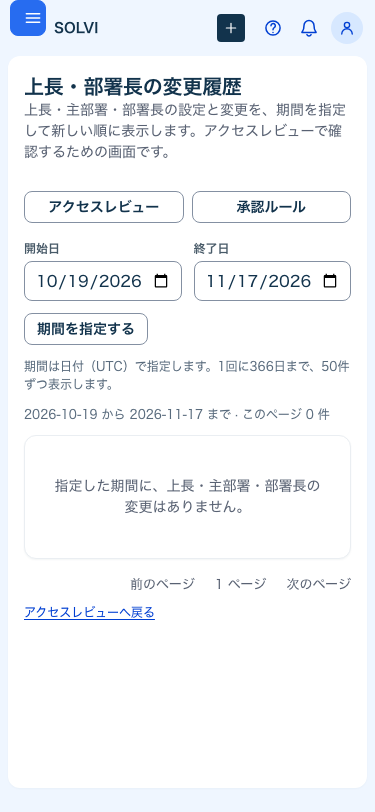 SOLVI
上長・部署長の変更履歴
上長・主部署・部署長の設定と変更を、期間を指定
して新しい順に表示します。アクセスレビューで確
認するための画面です。
アクセスレビュー
承認ルール
開始日
終了日
10/19/2026
11/17/2026
期間を指定する
期間は日付（UTC）で指定します。1回に366日まで、50件
ずつ表示します。
2026-10-19 から 2026-11-17 まで · このページ 0 件
指定した期間に、上長・主部署・部署長の
変更はありません。
前のページ 1 ページ 次のページ
アクセスレビューへ戻る